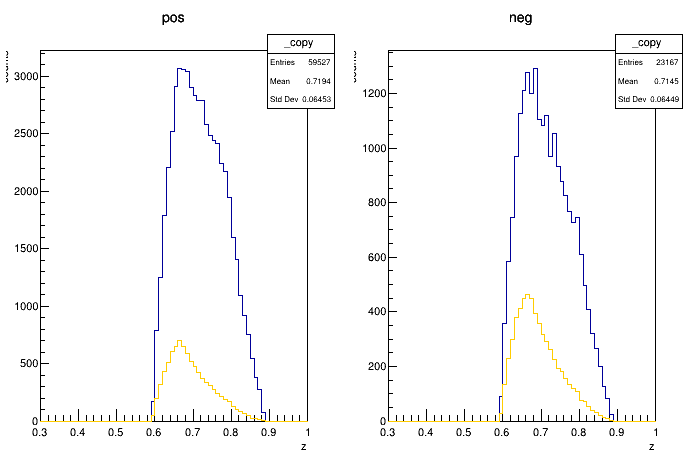 pos
_copy
Entries 59527
Mean 0.7194
Std Dev 0.06453
3000
2500
2000
1500
1000
500
0
0.3 0.4 0.5 0.6 0.7 0.8 0.9 1
z
neg
_copy
Entries 23167
Mean 0.7145
Std Dev 0.06449
1200
1000
800
600
400
200
0
0.3 0.4 0.5 0.6 0.7 0.8 0.9 1
z